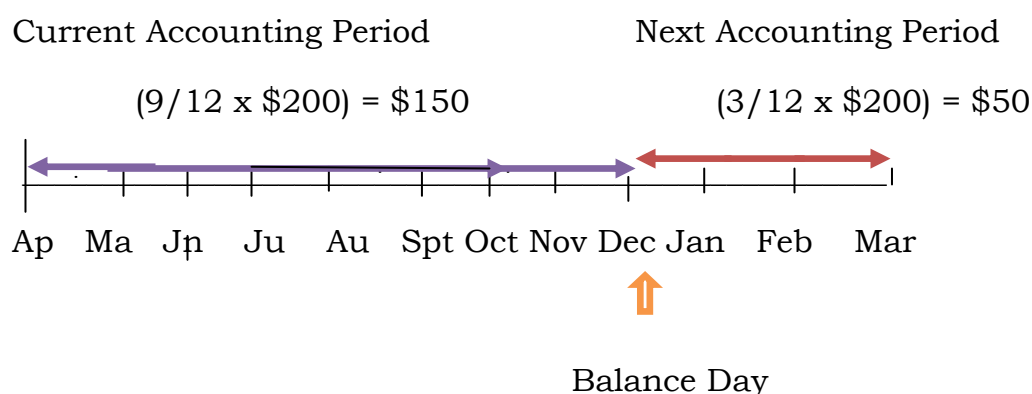 Current Accounting Period Next Accounting Period
(9/12 x $200) = $150 (3/12 x $200) = $50
Ap Ma Jn Ju Au Spt Oct Nov Dec Jan Feb Mar
Balance Day